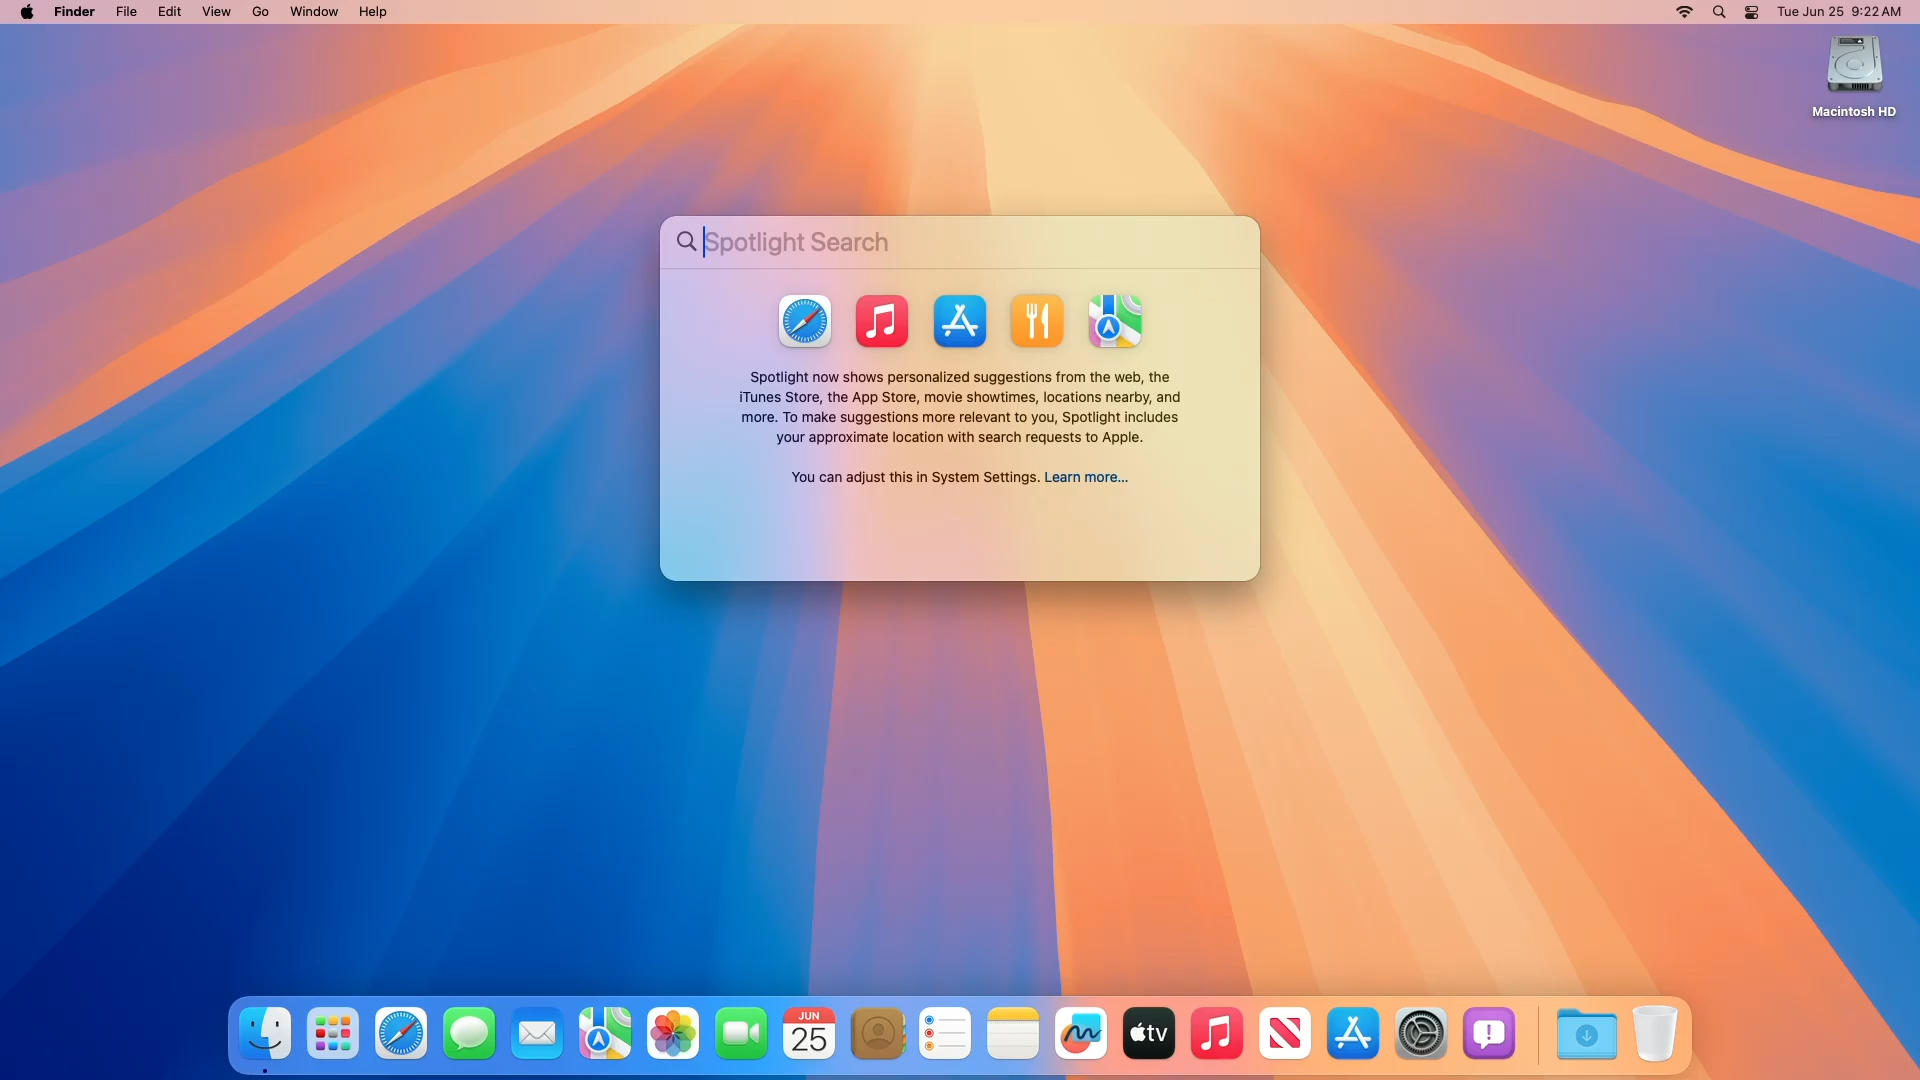 Finder File Edit View Go Window Help
Tue Jun 25 9:22 AM
Macintosh HD
Spotlight Search
Spotlight now shows personalized suggestions from the web, the
iTunes Store, the App Store, movie showtimes, locations nearby, and
more. To make suggestions more relevant to you, Spotlight includes
your approximate location with search requests to Apple.
You can adjust this in System Settings. Learn more...
JUN
25
tv